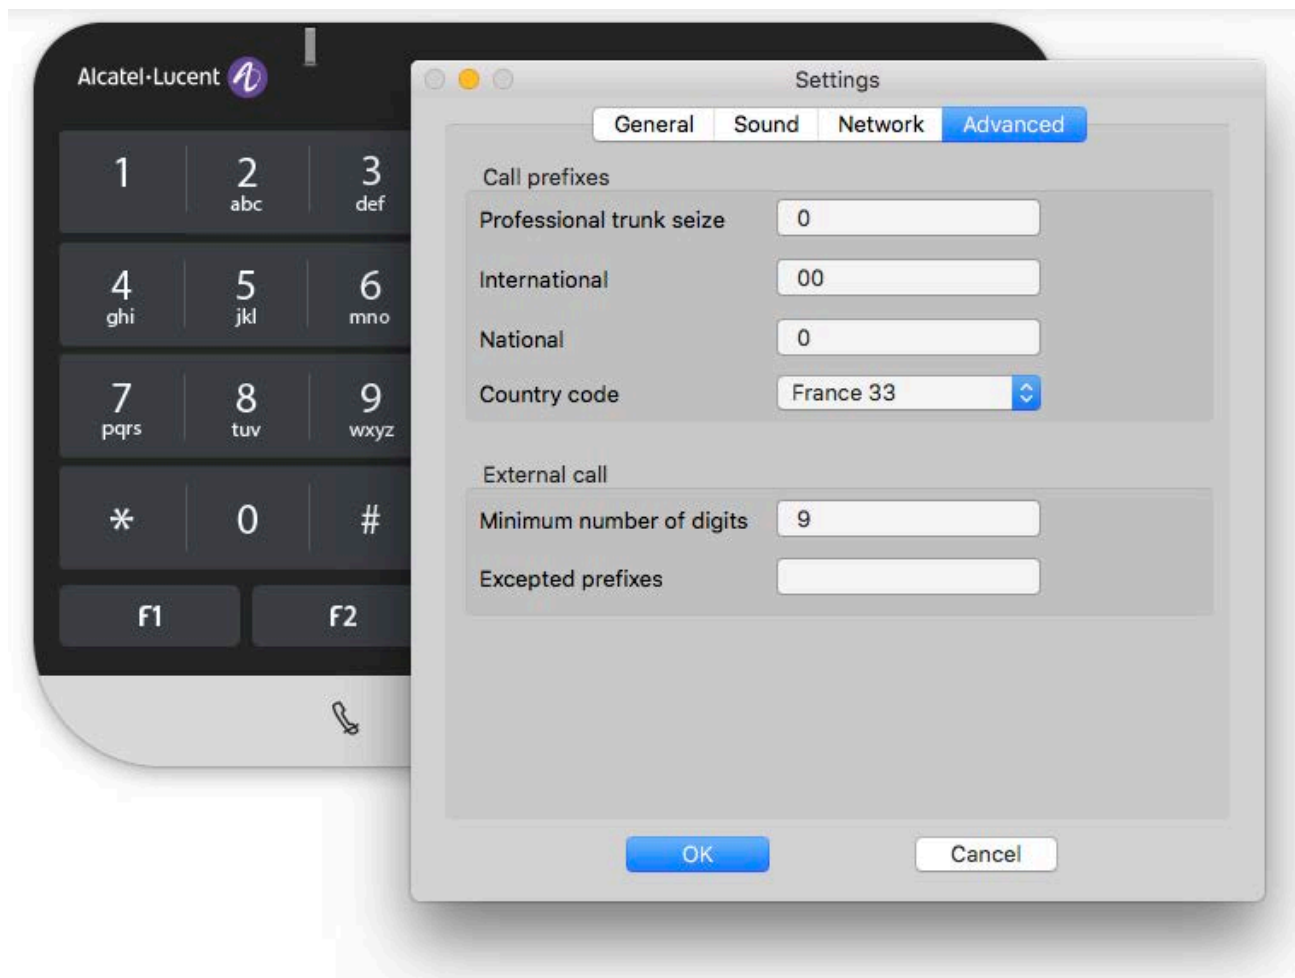 Alcatel·Lucent
1
2
abc
3
def
4
ghi
5
jkl
6
mno
7
pqrs
8
tuv
9
wxyz
*
0
#
F1
F2
Settings
General Sound Network Advanced
Call prefixes
Professional trunk seize 0
International 00
National 0
Country code France 33
External call
Minimum number of digits 9
Excepted prefixes
OK Cancel